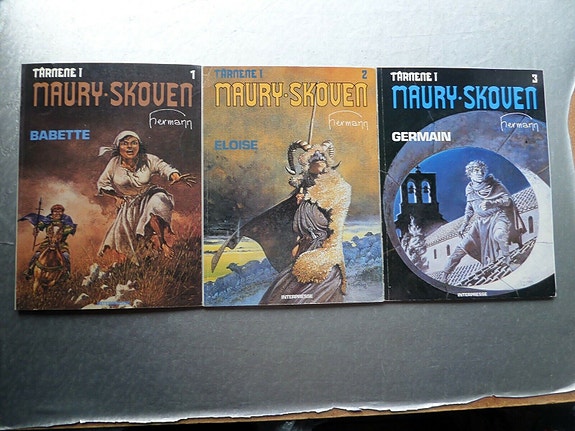 TÅRNENE I 1
MAURY-SKOVEN
Hermann
BABETTE
TÅRNENE I 2
MAURY-SKOVEN
Hermann
ELOISE
INTERPRESSE
TÅRNENE I 3
MAURY-SKOVEN
Hermann
GERMAIN
INTERPRESSE